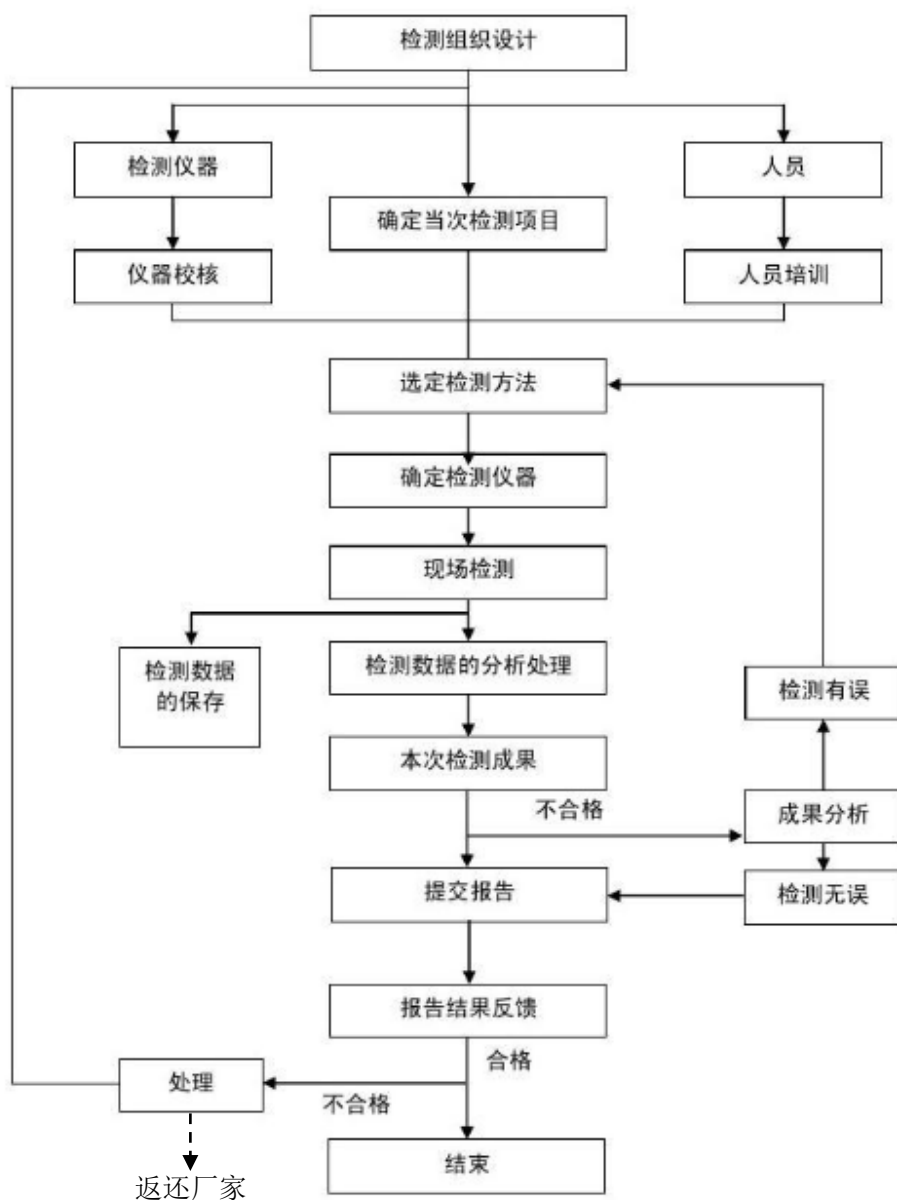 检测组织设计
检测仪器
人员
确定当次检测项目
仪器校核
人员培训
选定检测方法
确定检测仪器
现场检测
检测数据
的保存
检测数据的分析处理
检测有误
本次检测成果
不合格
成果分析
提交报告
检测无误
报告结果反馈
合格
处理
不合格
结束
返还厂家